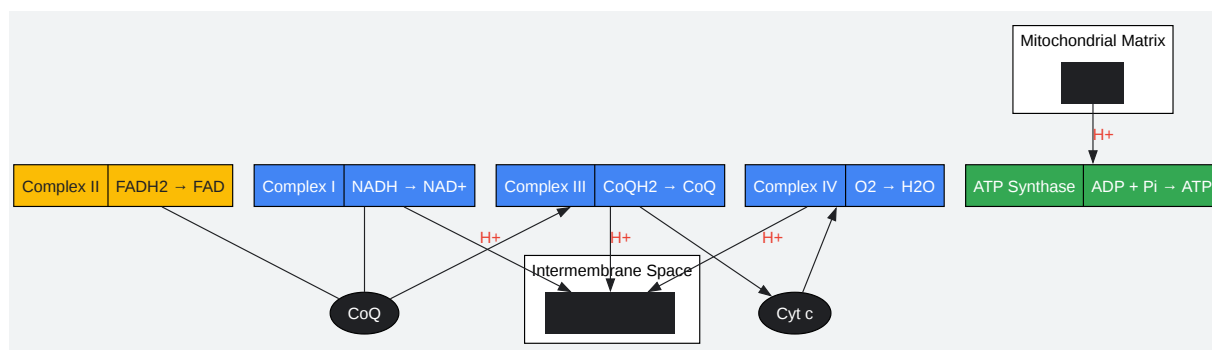 Mitochondrial Matrix
H+
Complex II FADH2 → FAD
Complex I NADH → NAD+
Complex III CoQH2 → CoQ
Complex IV O2 → H2O
ATP Synthase ADP + Pi → ATP
H+
H+
H+
Intermembrane Space
CoQ
Cyt c